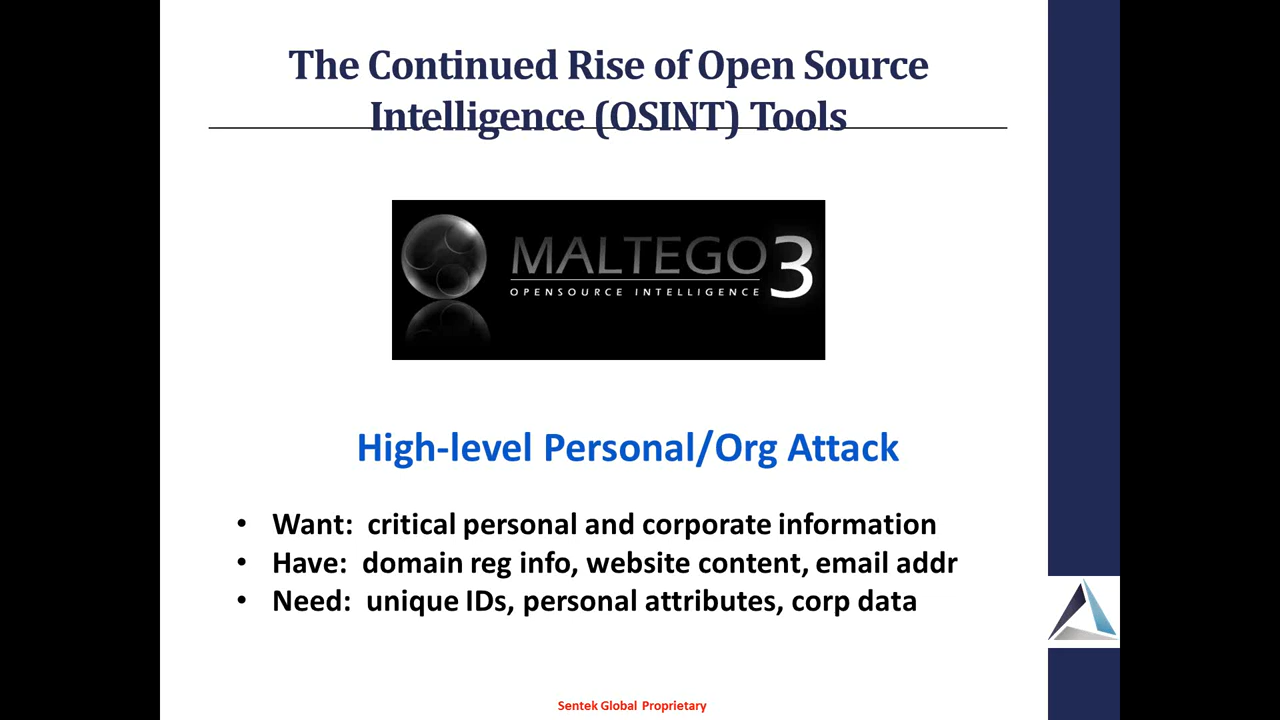 The Continued Rise of Open Source
Intelligence (OSINT) Tools
MALTEGO 3
OPENSOURCE INTELLIGENCE
High-level Personal/Org Attack
• Want: critical personal and corporate information
• Have: domain reg info, website content, email addr
• Need: unique IDs, personal attributes, corp data
Sentek Global Proprietary